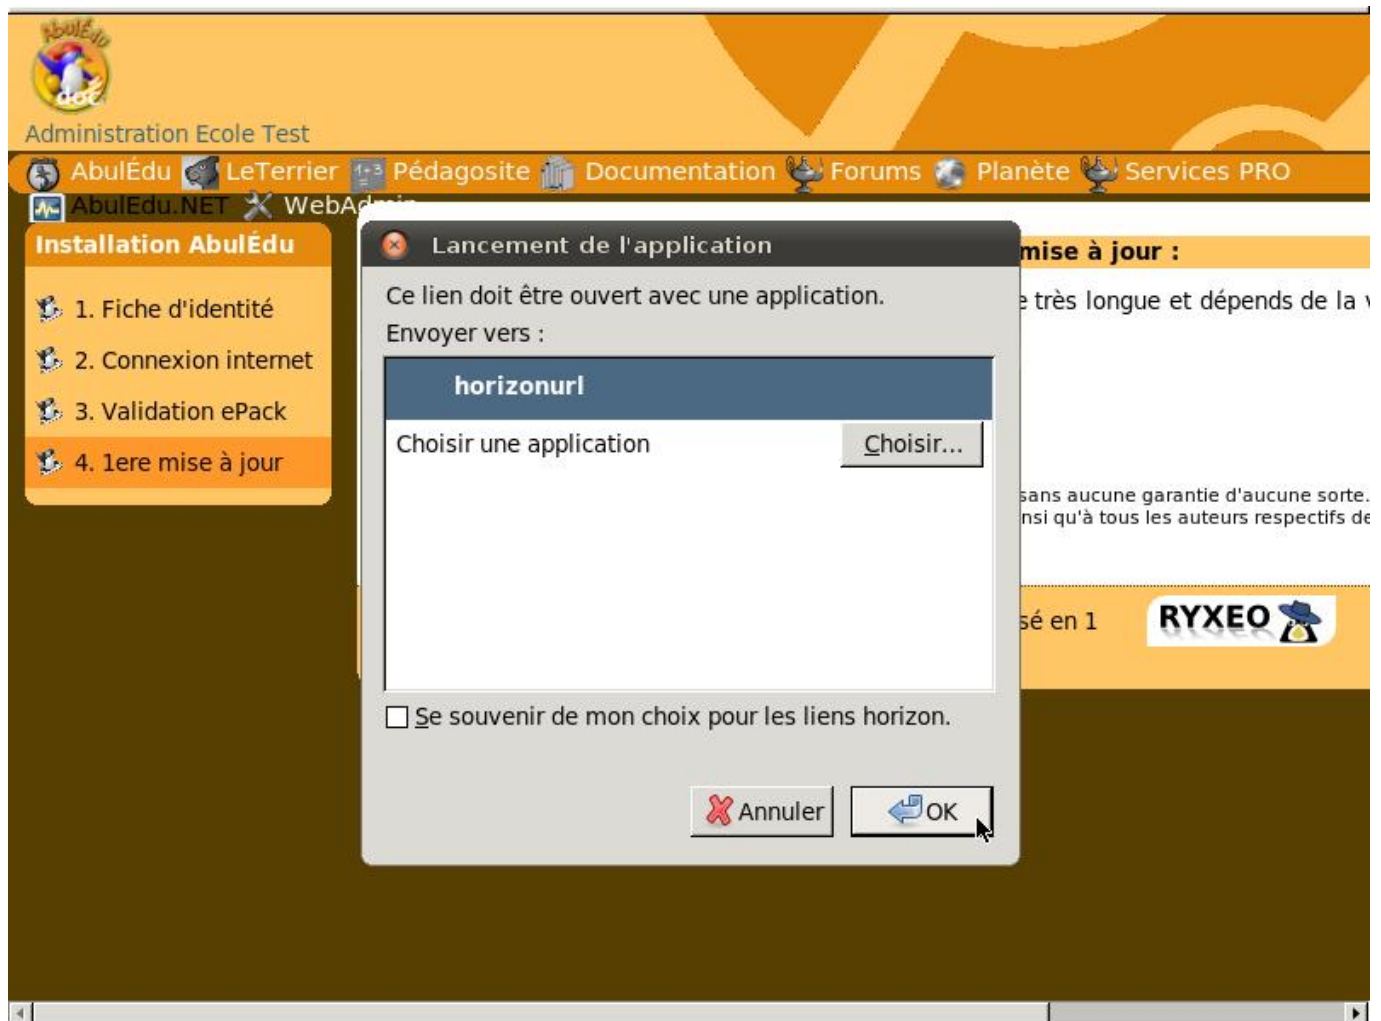 AbulÉdu
doc
Administration Ecole Test
AbulÉdu LeTerrier Pédagosite Documentation Forums Planète Services PRO
AbulEdu.NET WebAdmin
Installation AbulÉdu
1. Fiche d'identité
2. Connexion internet
3. Validation ePack
4. 1ere mise à jour
Lancement de l'application
Ce lien doit être ouvert avec une application.
Envoyer vers :
horizonurl
Choisir une application
Choisir...
Se souvenir de mon choix pour les liens horizon.
Annuler
OK
mise à jour :
très longue et dépends de la
sans aucune garantie d'aucune sorte.
nsi qu'à tous les auteurs respectifs de
sé en 1
RYXEO